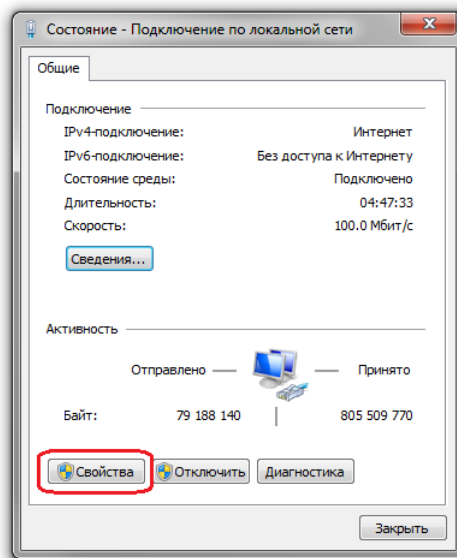 Состояние - Подключение по локальной сети
Общие
Подключение
IPv4-подключение: Интернет
IPv6-подключение: Без доступа к Интернету
Состояние среды: Подключено
Длительность: 04:47:33
Скорость: 100.0 Мбит/с
Сведения...
Активность
Отправлено — — Принято
Байт: 79 188 140 | 805 509 770
Свойства Отключить Диагностика
Закрыть